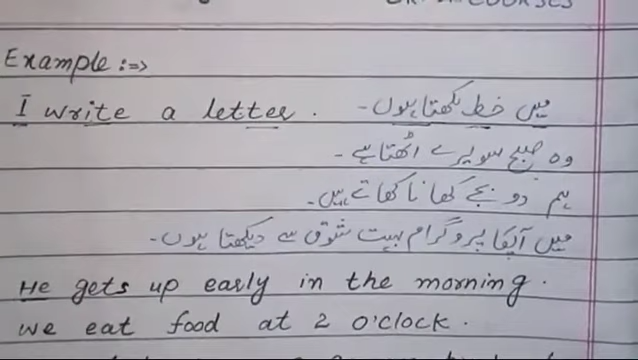 Example :=>
I write a letter. میں خط لکھتا ہوں -
وہ صبح سویرے اٹھتا ہے -
ہم دو بجے کھانا کھاتے ہیں -
میں آپکا پروگرام بہت شوق سے دیکھتا ہوں -
He gets up early in the morning.
we eat food at 2 o'clock.